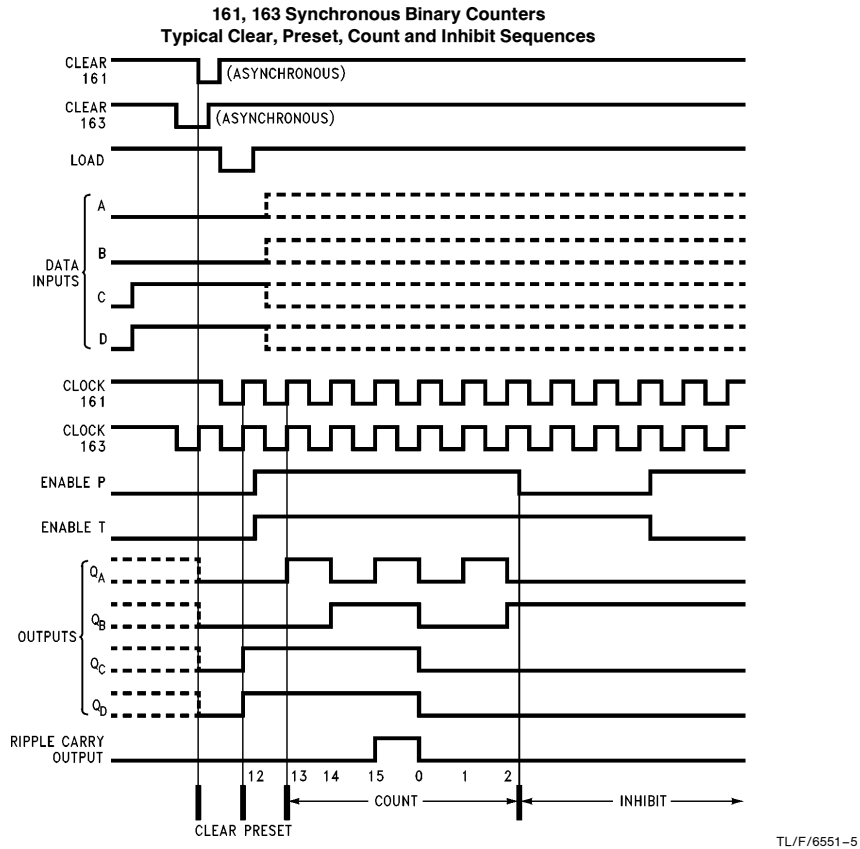 161, 163 Synchronous Binary Counters
Typical Clear, Preset, Count and Inhibit Sequences
CLEAR
161
(ASYNCHRONOUS)
CLEAR
163
(ASYNCHRONOUS)
LOAD
DATA
INPUTS
A
B
C
D
CLOCK
161
CLOCK
163
ENABLE P
ENABLE T
OUTPUTS
QA
QB
QC
QD
RIPPLE CARRY
OUTPUT
12 13 14 15 0 1 2
COUNT INHIBIT
CLEAR PRESET
TL/F/6551–5